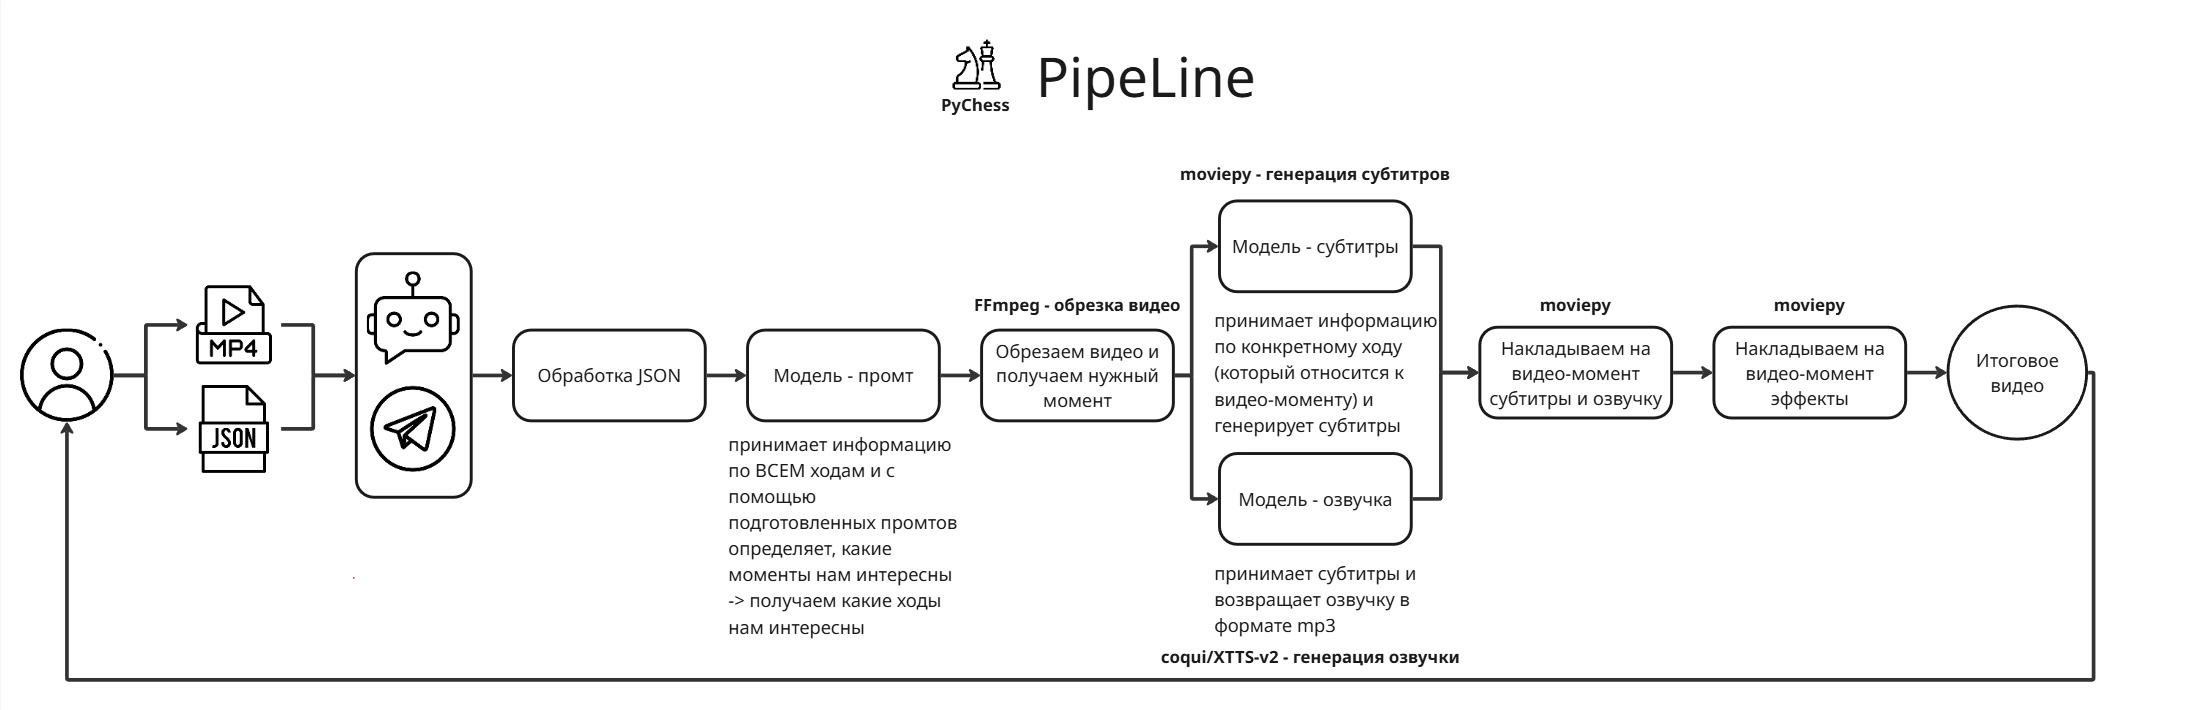 PyChess
PipeLine
MP4
JSON
Обработка JSON
Модель - промт
принимает информацию
по ВСЕМ ходам и с
помощью
подготовленных промтов
определяет, какие
моменты нам интересны
-> получаем какие ходы
нам интересны
FFmpeg - обрезка видео
Обрезаем видео и
получаем нужный
момент
moviepy - генерация субтитров
Модель - субтитры
принимает информацию
по конкретному ходу
(который относится к
видео-моменту) и
генерирует субтитры
Модель - озвучка
принимает субтитры и
возвращает озвучку в
формате mp3
coqui/XTTS-v2 - генерация озвучки
moviepy
Накладываем на
видео-момент
субтитры и озвучку
moviepy
Накладываем на
видео-момент
эффекты
Итоговое
видео